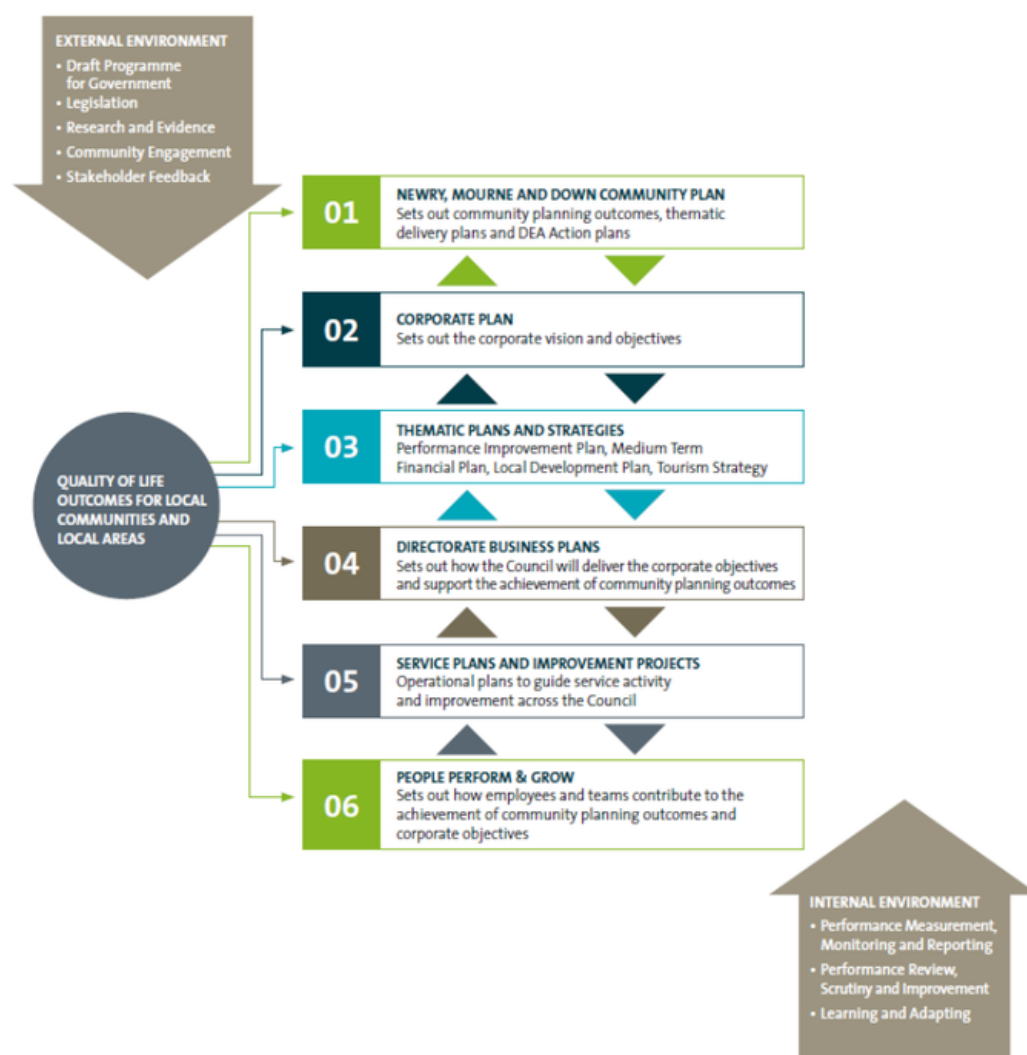 EXTERNAL ENVIRONMENT
• Draft Programme
for Government
• Legislation
• Research and Evidence
• Community Engagement
• Stakeholder Feedback
01
NEWRY, MOURNE AND DOWN COMMUNITY PLAN
Sets out community planning outcomes, thematic
delivery plans and DEA Action plans
02
CORPORATE PLAN
Sets out the corporate vision and objectives
03
THEMATIC PLANS AND STRATEGIES
Performance Improvement Plan, Medium Term
Financial Plan, Local Development Plan, Tourism Strategy
QUALITY OF LIFE
OUTCOMES FOR LOCAL
COMMUNITIES AND
LOCAL AREAS
04
DIRECTORATE BUSINESS PLANS
Sets out how the Council will deliver the corporate objectives
and support the achievement of community planning outcomes
05
SERVICE PLANS AND IMPROVEMENT PROJECTS
Operational plans to guide service activity
and improvement across the Council
06
PEOPLE PERFORM & GROW
Sets out how employees and teams contribute to the
achievement of community planning outcomes and
corporate objectives
INTERNAL ENVIRONMENT
• Performance Measurement,
Monitoring and Reporting
• Performance Review,
Scrutiny and Improvement
• Learning and Adapting